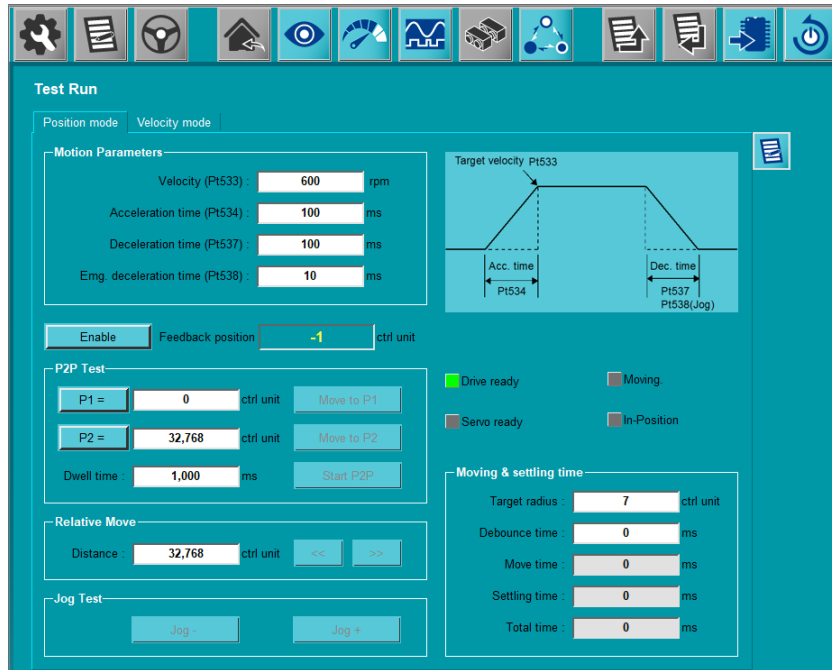 Test Run
Position mode Velocity mode
Motion Parameters
Velocity (Pt533) : 600 rpm
Acceleration time (Pt534) : 100 ms
Deceleration time (Pt537) : 100 ms
Emg. deceleration time (Pt538) : 10 ms
Target velocity Pt533
Acc. time
Pt534
Dec. time
Pt537
Pt538(Jog)
Enable Feedback position -1 ctrl unit
P2P Test
P1 = 0 ctrl unit Move to P1
P2 = 32,768 ctrl unit Move to P2
Dwell time : 1,000 ms Start P2P
Relative Move
Distance : 32,768 ctrl unit << >>
Jog Test
Jog - Jog +
Drive ready Moving.
Servo ready In-Position
Moving & settling time
Target radius : 7 ctrl unit
Debounce time : 0 ms
Move time : 0 ms
Settling time : 0 ms
Total time : 0 ms